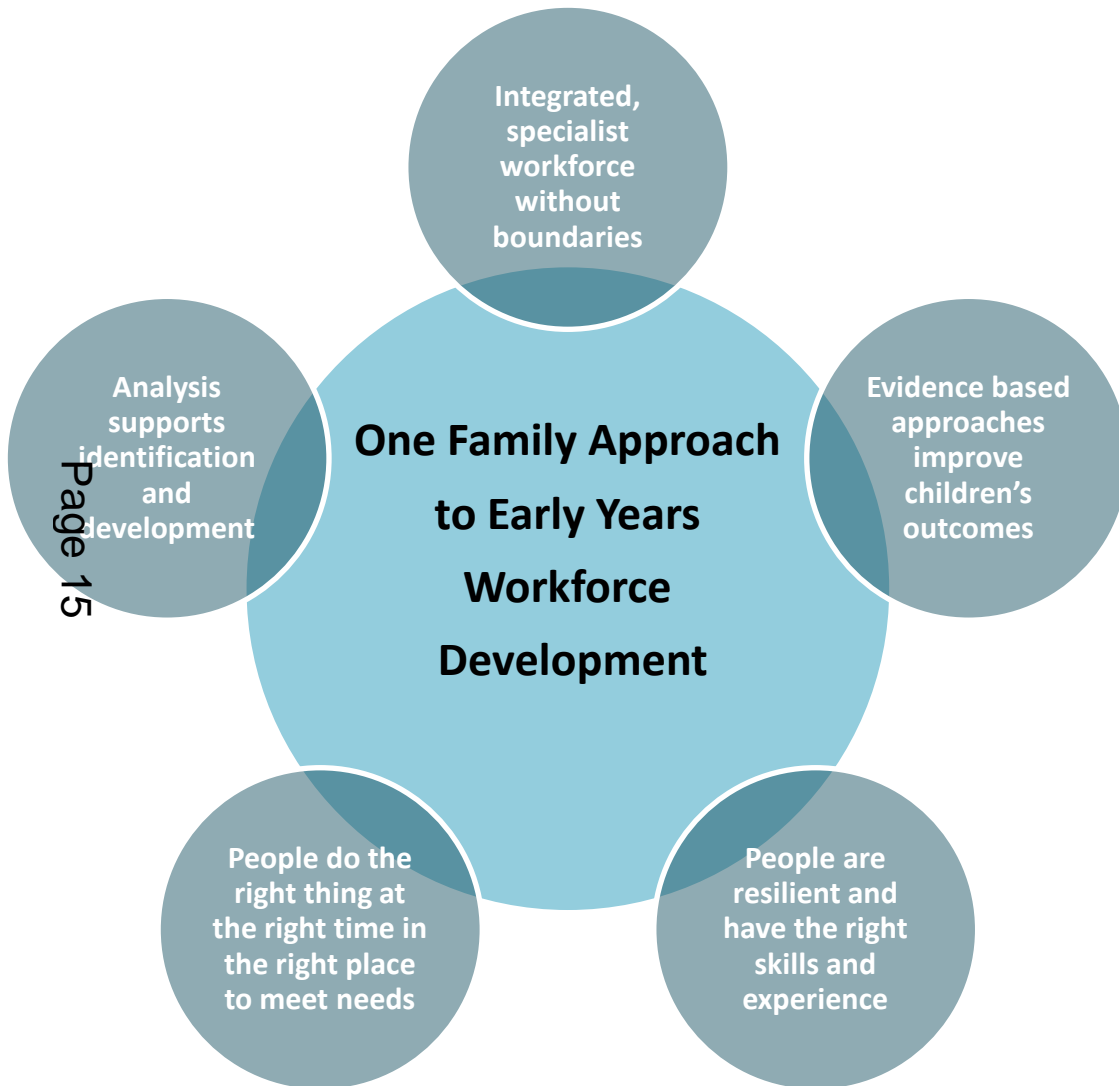 Integrated,
specialist
workforce
without
boundaries
Analysis
supports
identification
and
development
Evidence based
approaches
improve
children’s
outcomes
One Family Approach
to Early Years
Workforce
Development
People do the
right thing at
the right time in
the right place
to meet needs
People are
resilient and
have the right
skills and
experience
Page 15